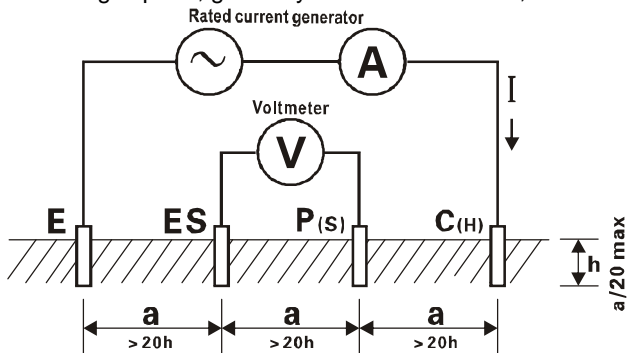 Rated current generator
A
I
Voltmeter
V
E ES P(S) C(H)
h
a/20 max
a a a
>20h >20h >20h